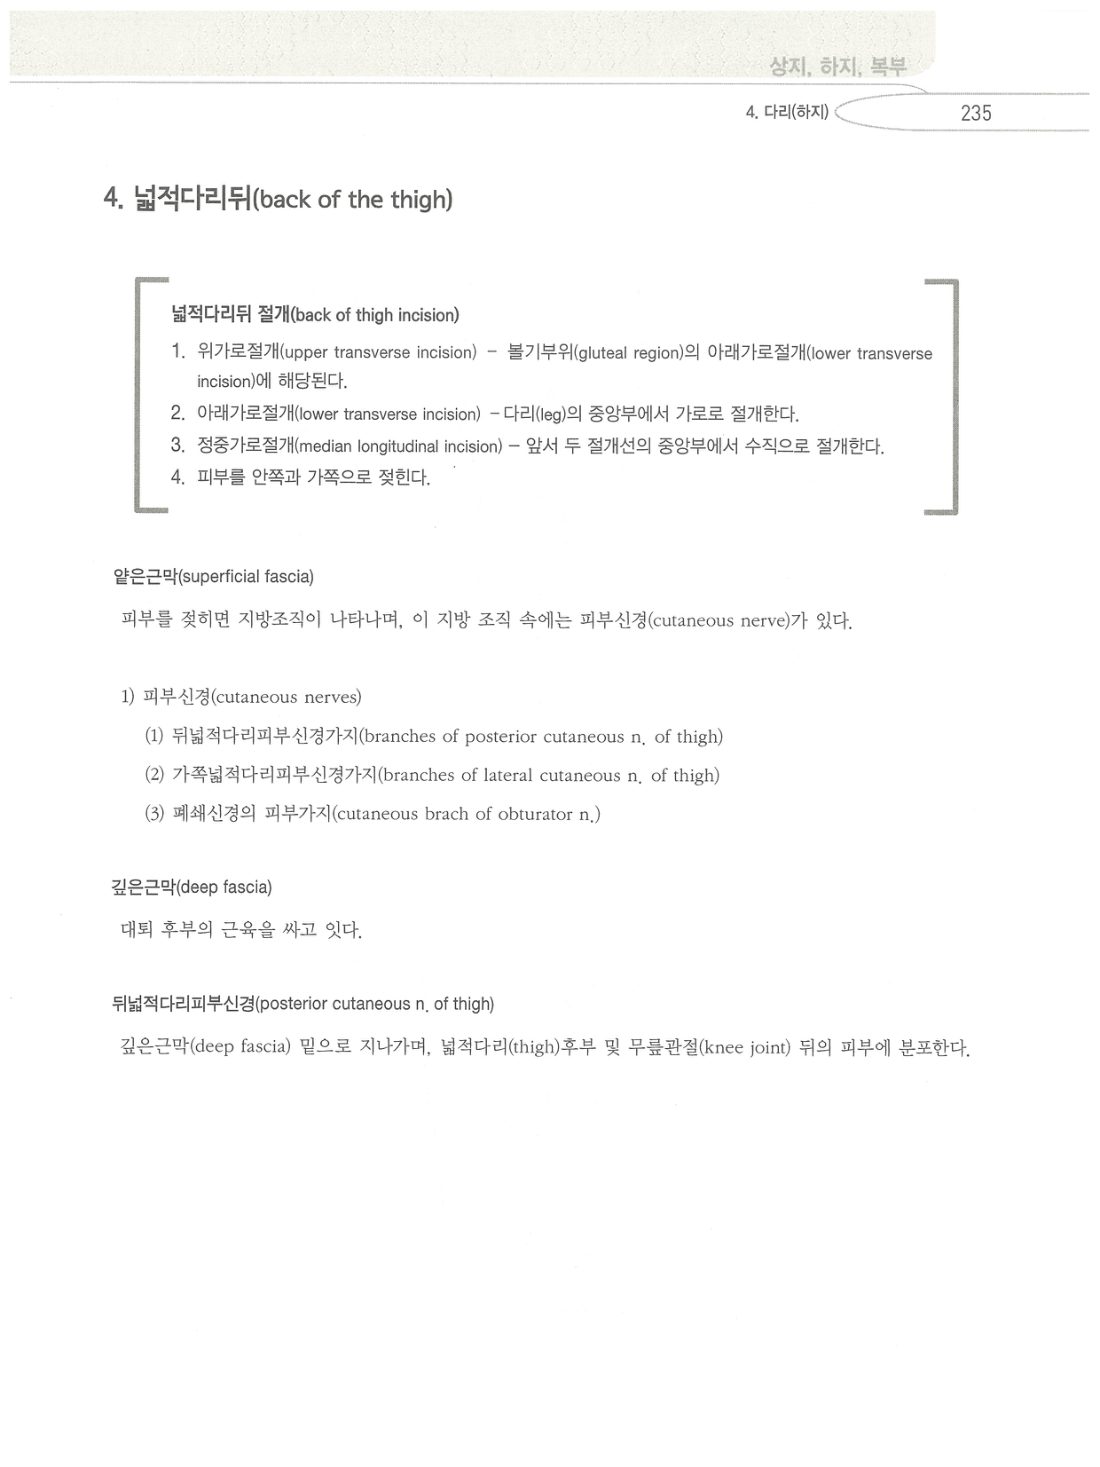 상지, 하지, 복부
4. 다리(하지)
235
4. 넓적다리뒤(back of the thigh)
넓적다리뒤 절개(back of thigh incision)
1. 위가로절개(upper transverse incision) - 볼기부위(gluteal region)의 아래가로절개(lower transverse
incision)에 해당된다.
2. 아래가로절개(lower transverse incision) - 다리(leg)의 중앙부에서 가로로 절개한다.
3. 정중가로절개(median longitudinal incision) - 앞서 두 절개선의 중앙부에서 수직으로 절개한다.
4. 피부를 안쪽과 가쪽으로 젖힌다.
얕은근막(superficial fascia)
피부를 젖히면 지방조직이 나타나며, 이 지방 조직 속에는 피부신경(cutaneous nerve)가 있다.
1) 피부신경(cutaneous nerves)
(1) 뒤넓적다리피부신경가지(branches of posterior cutaneous n. of thigh)
(2) 가쪽넓적다리피부신경가지(branches of lateral cutaneous n. of thigh)
(3) 폐쇄신경의 피부가지(cutaneous brach of obturator n.)
깊은근막(deep fascia)
대퇴 후부의 근육을 싸고 잇다.
뒤넓적다리피부신경(posterior cutaneous n. of thigh)
깊은근막(deep fascia) 밑으로 지나가며, 넓적다리(thigh)후부 및 무릎관절(knee joint) 뒤의 피부에 분포한다.